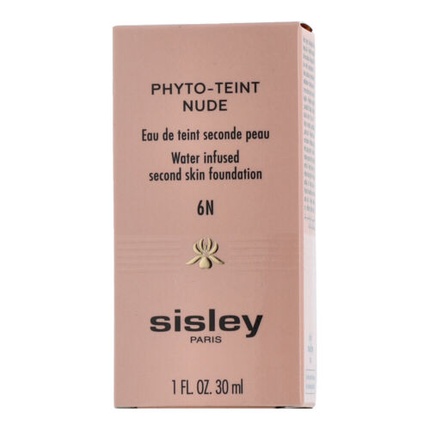 PHYTO-TEINT
NUDE
Eau de teint seconde peau
Water infused
second skin foundation
6N
sisley
PARIS
1 FL. OZ. 30 ml